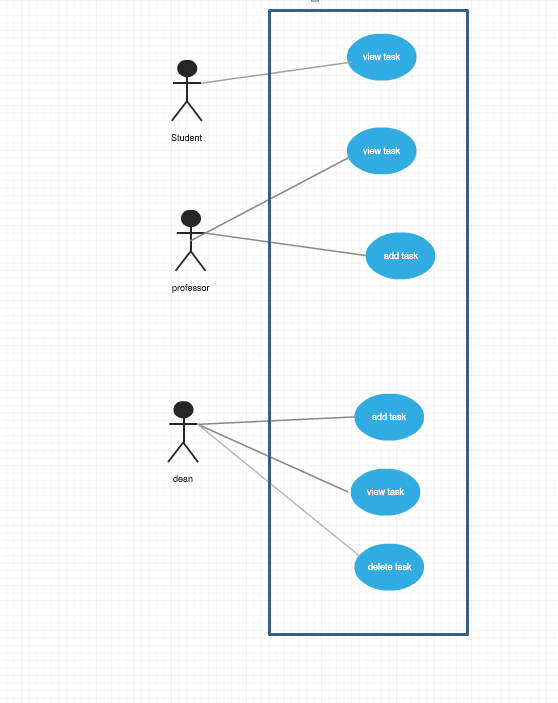 view task
Student
view task
add task
professor
add task
dean
view task
delete task